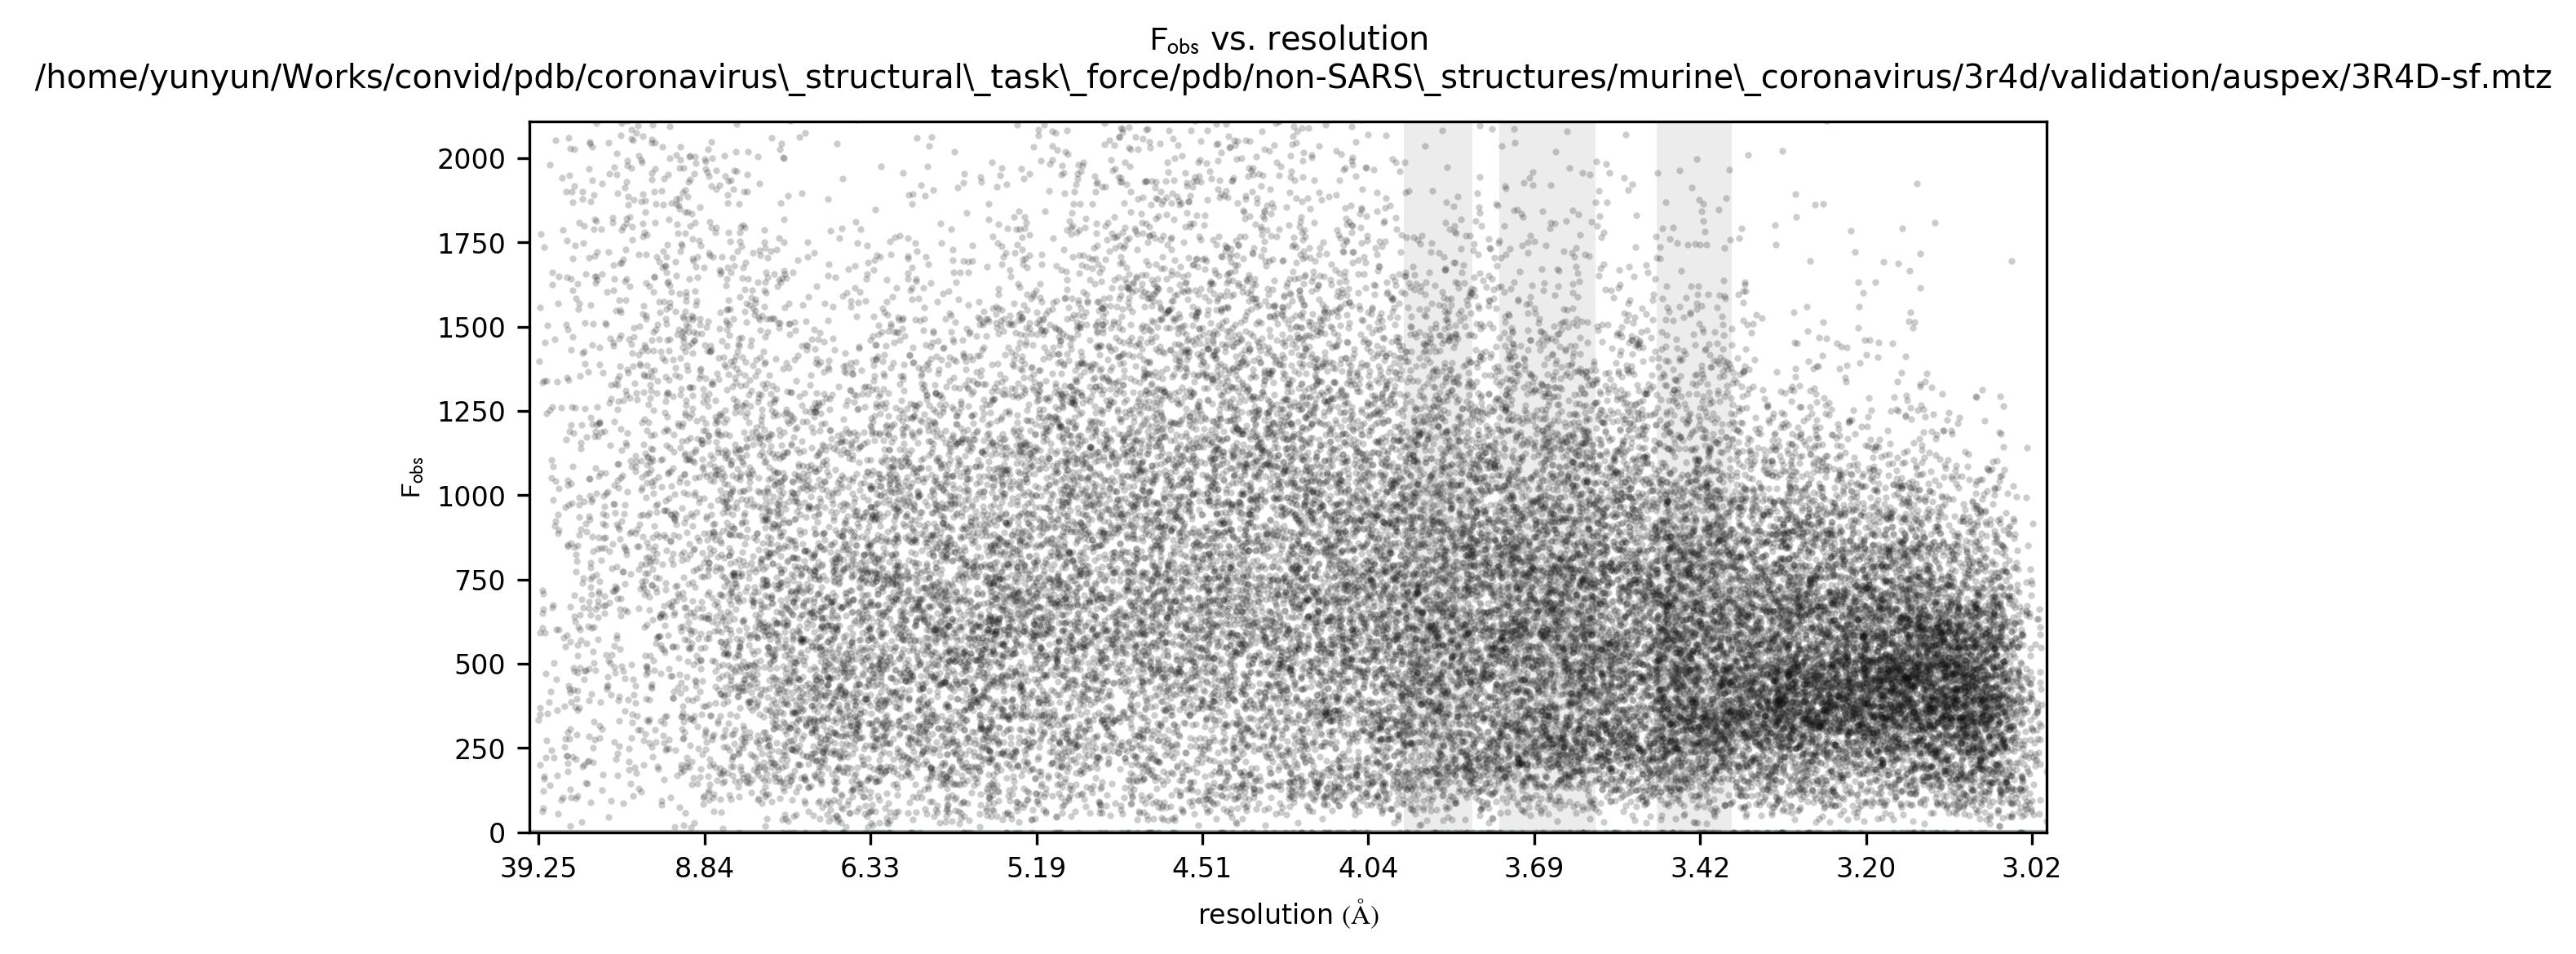 F_obs vs. resolution
/home/yunyun/Works/convid/pdb/coronavirus\_structural\_task\_force/pdb/non-SARS\_structures/murine\_coronavirus/3r4d/validation/auspex/3R4D-sf.mtz
2000
1750
1500
1250
1000
750
500
250
0
F_obs
39.25 8.84 6.33 5.19 4.51 4.04 3.69 3.42 3.20 3.02
resolution (Å)